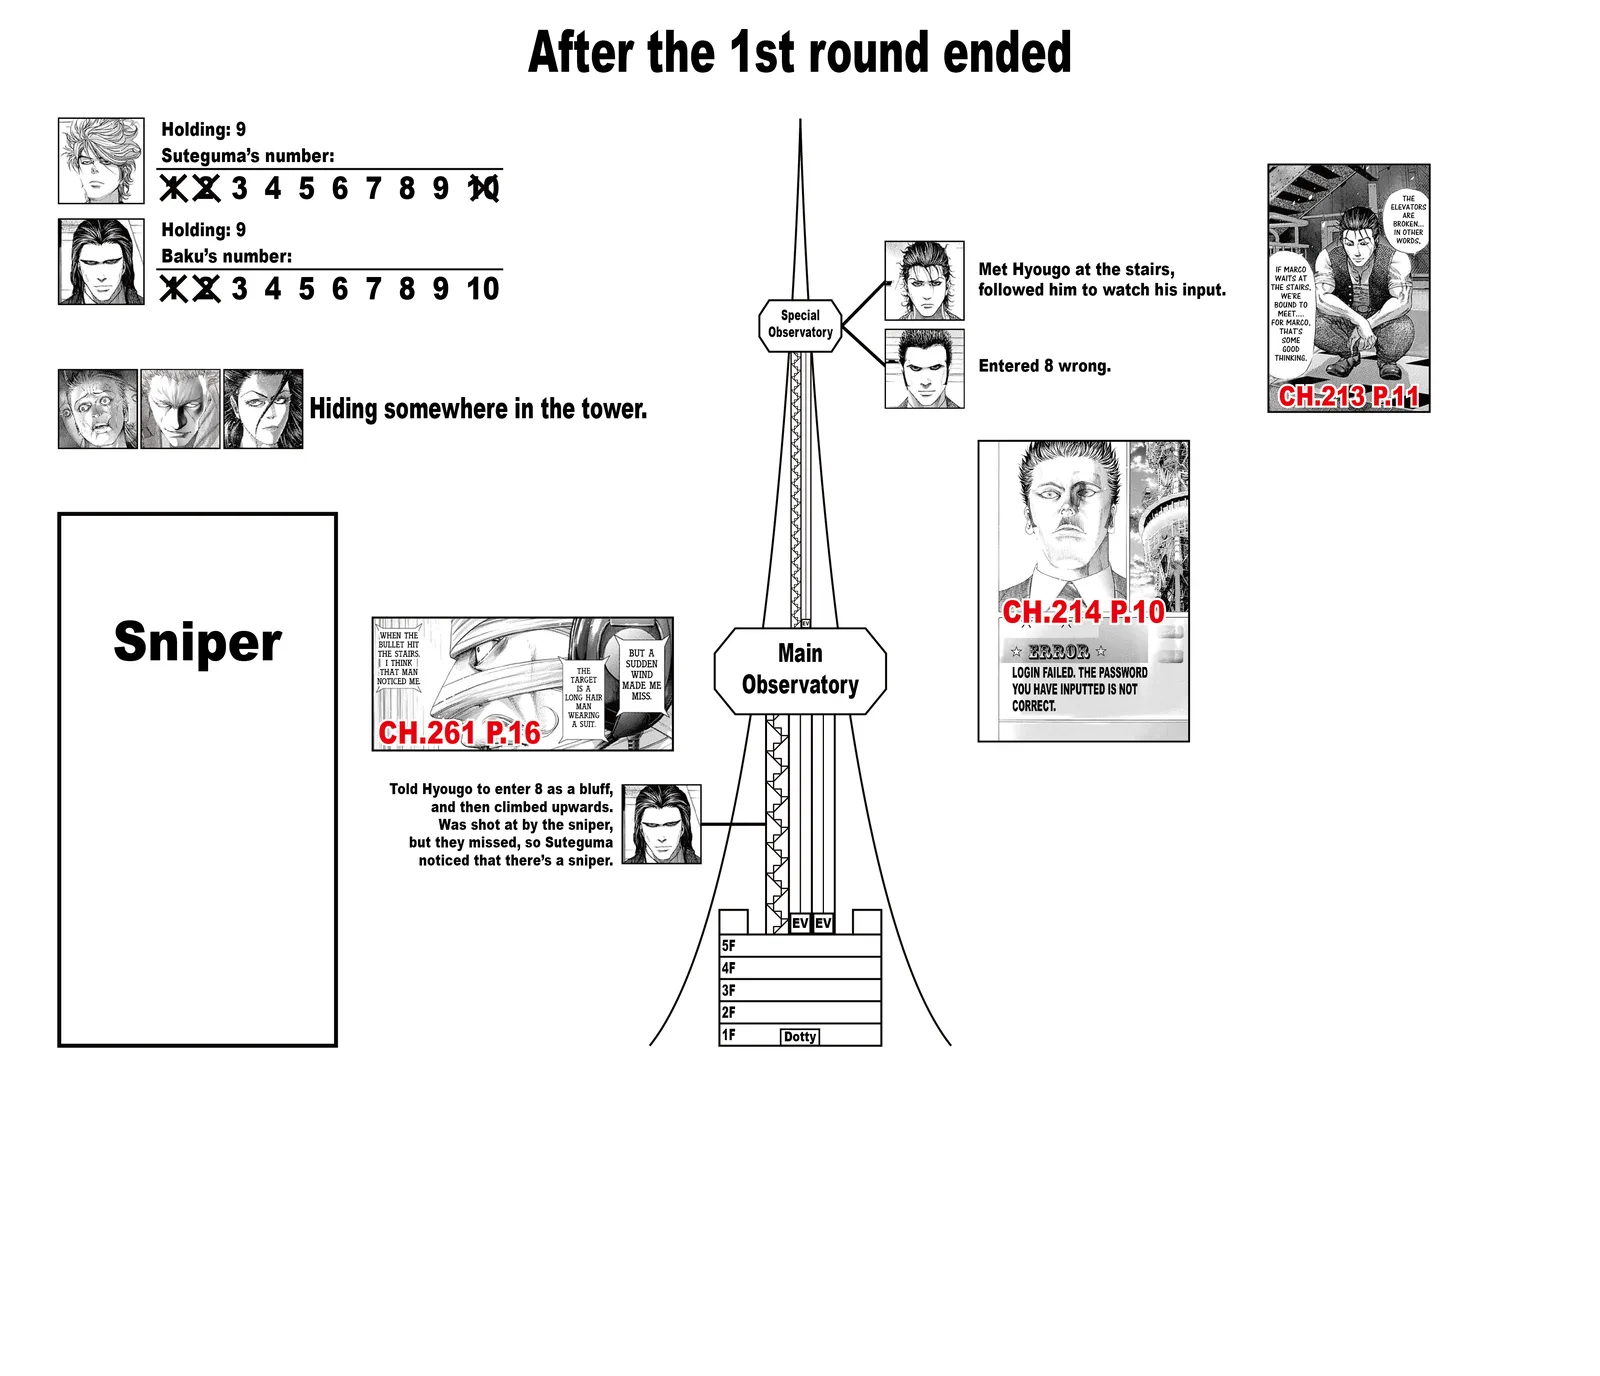 After the 1st round ended
Holding: 9
Suteguma's number:
1 2 3 4 5 6 7 8 9 10
Holding: 9
Baku's number:
1 2 3 4 5 6 7 8 9 10
Hiding somewhere in the tower.
Sniper
WHEN THE
BULLET HIT
THE STAIRS,
I THINK
THAT MAN
NOTICED ME.
THE
TARGET
IS A
LONG HAIR
MAN
WEARING
A SUIT.
BUT A
SUDDEN
WIND
MADE ME
MISS.
CH.261 P.16
Told Hyougo to enter 8 as a bluff,
and then climbed upwards.
Was shot at by the sniper,
but they missed, so Suteguma
noticed that there's a sniper.
Special
Observatory
EV
Main
Observatory
EV EV
5F
4F
3F
2F
1F
Dotty
Met Hyougo at the stairs,
followed him to watch his input.
Entered 8 wrong.
THE
ELEVATORS
ARE
BROKEN...
IN OTHER
WORDS,
IF MARCO
WAITS AT
THE STAIRS,
WE'RE
BOUND TO
MEET....
FOR MARCO,
THAT'S
SOME
GOOD
THINKING.
CH.213 P.11
CH.214 P.10
☆ ERROR ☆
LOGIN FAILED. THE PASSWORD
YOU HAVE INPUTTED IS NOT
CORRECT.